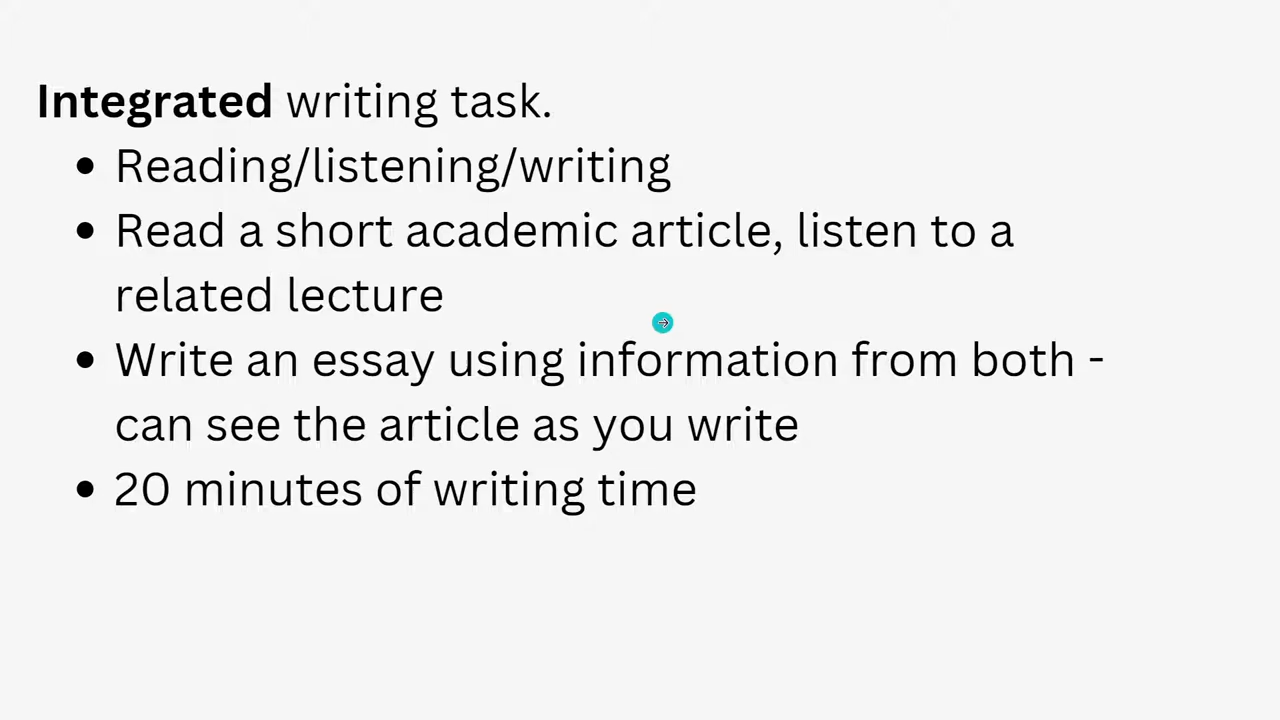 Integrated writing task.
• Reading/listening/writing
• Read a short academic article, listen to a
related lecture
• Write an essay using information from both -
can see the article as you write
• 20 minutes of writing time